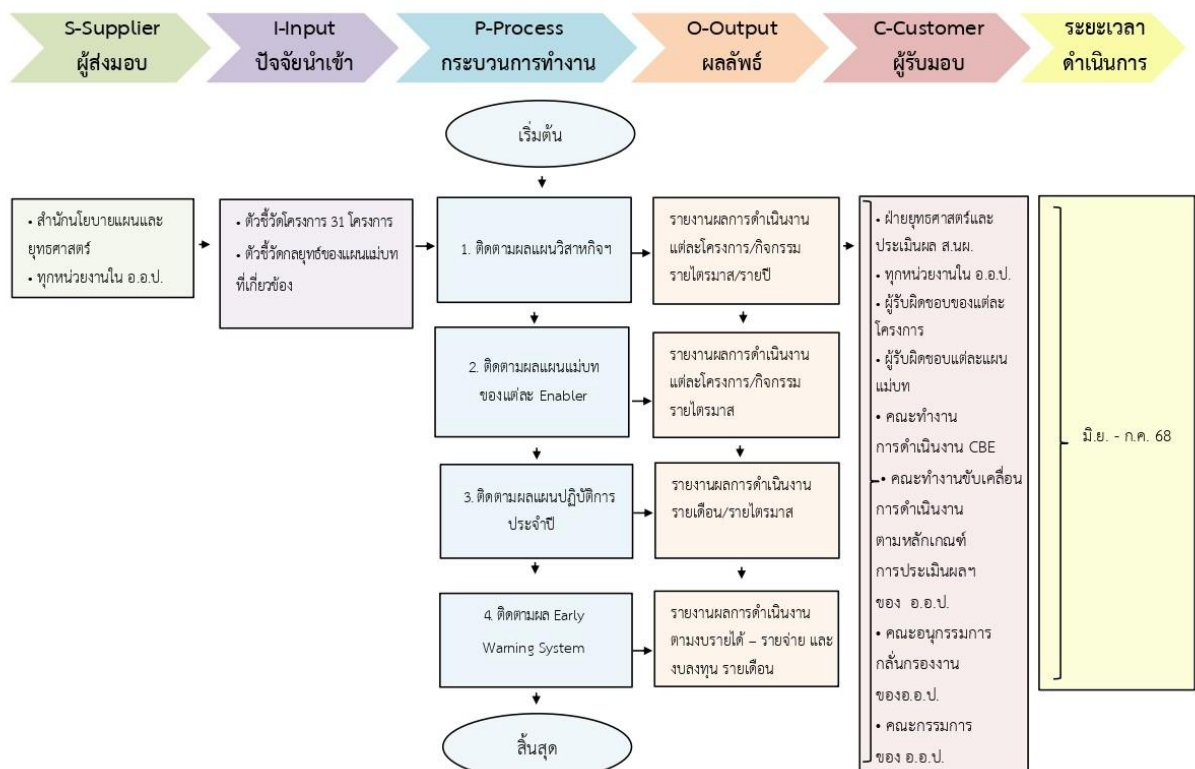 S-Supplier
ผู้ส่งมอบ
I-Input
ปัจจัยนำเข้า
P-Process
กระบวนการทำงาน
O-Output
ผลลัพธ์
C-Customer
ผู้รับมอบ
ระยะเวลา
ดำเนินการ
เริ่มต้น
• สำนักนโยบายแผนและ
ยุทธศาสตร์
• ทุกหน่วยงานใน อ.อ.ป.
• ตัวชี้วัดโครงการ 31 โครงการ
• ตัวชี้วัดกลยุทธ์ของแผนแม่บท
ที่เกี่ยวข้อง
1. ติดตามผลแผนวิสาหกิจฯ
รายงานผลการดำเนินงาน
แต่ละโครงการ/กิจกรรม
รายไตรมาส/รายปี
2. ติดตามผลแผนแม่บท
ของแต่ละ Enabler
รายงานผลการดำเนินงาน
แต่ละโครงการ/กิจกรรม
รายไตรมาส
3. ติดตามผลแผนปฏิบัติการ
ประจำปี
รายงานผลการดำเนินงาน
รายเดือน/รายไตรมาส
4. ติดตามผล Early
Warning System
รายงานผลการดำเนินงาน
ตามงบรายได้ – รายจ่าย และ
งบลงทุน รายเดือน
สิ้นสุด
• ฝ่ายยุทธศาสตร์และ
ประเมินผล ส.นผ.
• ทุกหน่วยงานใน อ.อ.ป.
• ผู้รับผิดชอบของแต่ละ
โครงการ
• ผู้รับผิดชอบแต่ละแผน
แม่บท
• คณะทำงาน
การดำเนินงาน CBE
• คณะทำงานขับเคลื่อน
การดำเนินงาน
ตามหลักเกณฑ์
การประเมินผลฯ
ของ อ.อ.ป.
• คณะอนุกรรมการ
กลั่นกรองงาน
ของอ.อ.ป.
• คณะกรรมการ
ของ อ.อ.ป.
มิ.ย. - ก.ค. 68